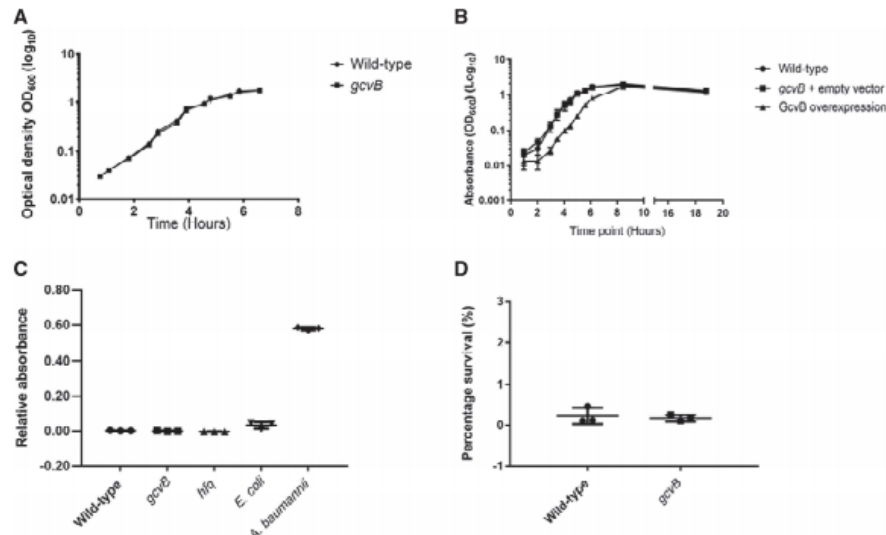 A
Optical density OD600 (log10)
10
1
0.1
0.01
0
2
4
6
8
Time (Hours)
Wild-type
gcvB
B
Absorbance (OD600) (Log10)
10
1
0.1
0.01
0.001
0
2
4
6
8
10
16
18
20
Time point (Hours)
Wild-type
gcvB + empty vector
GcvB overexpression
C
Relative absorbance
0.80
0.60
0.40
0.20
0.00
-0.20
Wild-type
gcvB
hfq
E. coli
A. baumannii
D
Percentage survival (%)
3
2
1
0
-1
Wild-type
gcvB